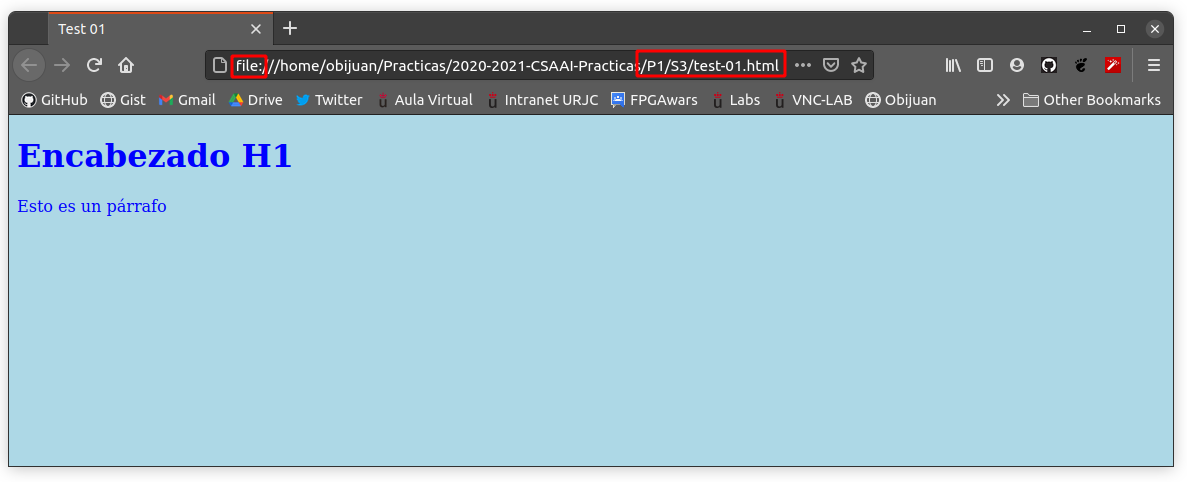 Test 01
file:///home/obijuan/Practicas/2020-2021-CSAAI-Practicas/P1/S3/test-01.html
GitHub Gist Gmail Drive Twitter Aula Virtual Intranet URJC FPGAwars Labs VNC-LAB Obijuan Other Bookmarks
Encabezado H1
Esto es un párrafo